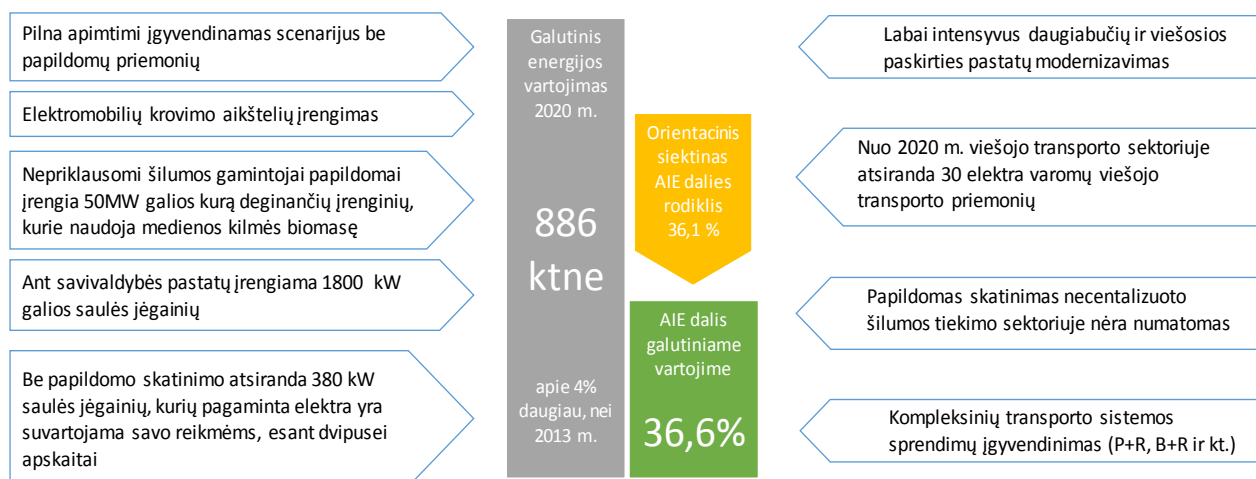 Pilna apimtimi įgyvendinamas scenarijus be
papildomų priemonių
Elektromobilių krovimo aikštelių įrengimas
Nepriklausomi šilumos gamintojai papildomai
įrengia 50MW galios kurą deginančių įrenginių,
kurie naudoja medienos kilmės biomasę
Ant savivaldybės pastatų įrengiama 1800 kW
galios saulės jėgainių
Be papildomo skatinimo atsiranda 380 kW
saulės jėgainių, kurių pagaminta elektra yra
suvartojama savo reikmėms, esant dvipusei
apskaitai
Galutinis
energijos
vartojimas
2020 m.
886
ktne
apie 4%
daugiau, nei
2013 m.
Orientacinis
siektinas
AIE dalies
rodiklis
36,1 %
AIE dalis
galutiniame
vartojime
36,6%
Labai intensyvus daugiabučių ir viešosios
paskirties pastatų modernizavimas
Nuo 2020 m. viešojo transporto sektoriuje
atsiranda 30 elektra varomų viešojo
transporto priemonių
Papildomas skatinimas necentalizuoto
šilumos tiekimo sektoriuje nėra numatomas
Kompleksinių transporto sistemos
sprendimų įgyvendinimas (P+R, B+R ir kt.)